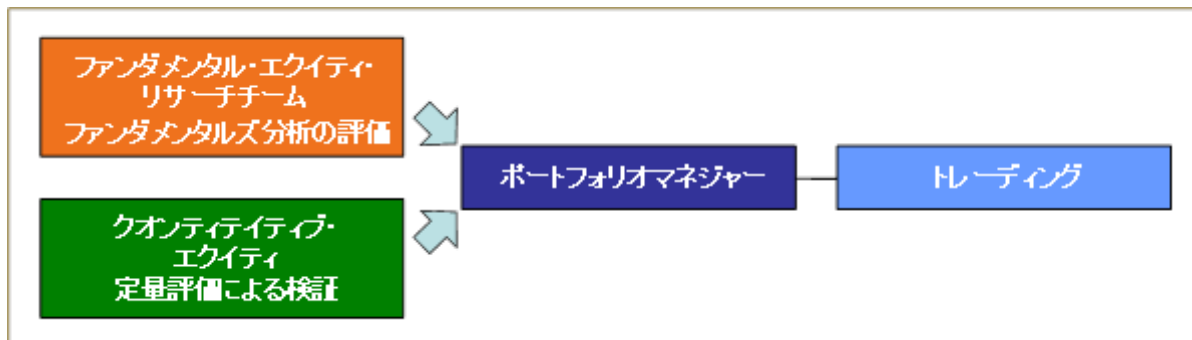 ファンダメンタル・エクイティ・
リサーチチーム
ファンダメンタルズ分析の評価
クオンティテイティブ・
エクイティ
定量評価による検証
ポートフォリオマネジャー
トレーディング